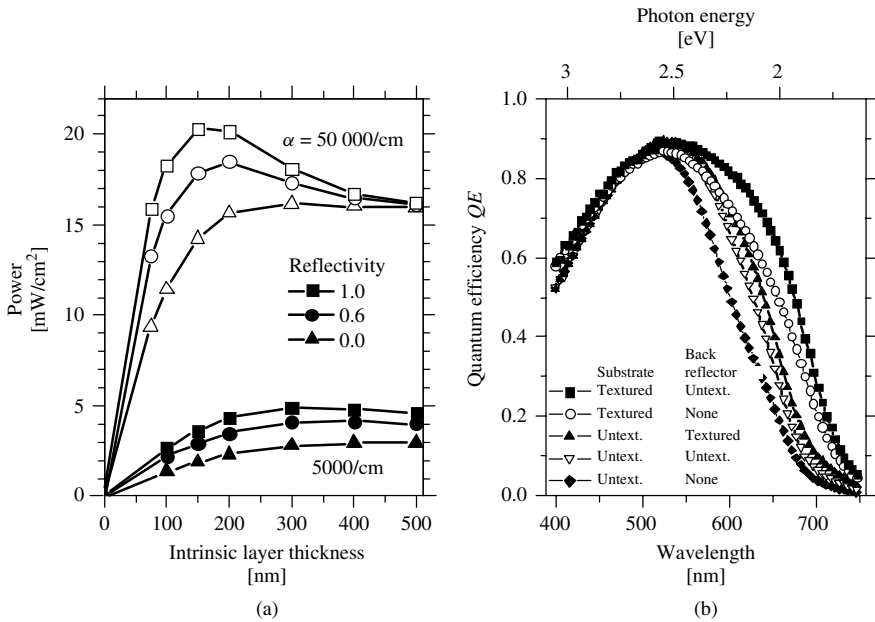 Photon energy
[eV]
3 2.5 2
20
15
10
5
0
Power
[mW/cm²]
α = 50 000/cm
Reflectivity
1.0
0.6
0.0
5000/cm
0 100 200 300 400 500
Intrinsic layer thickness
[nm]
(a)
1.0
0.8
0.6
0.4
0.2
0.0
Quantum efficiency QE
Substrate Back
reflector
Textured Untext.
Textured None
Untext. Textured
Untext. Untext.
Untext. None
400 500 600 700
Wavelength
[nm]
(b)